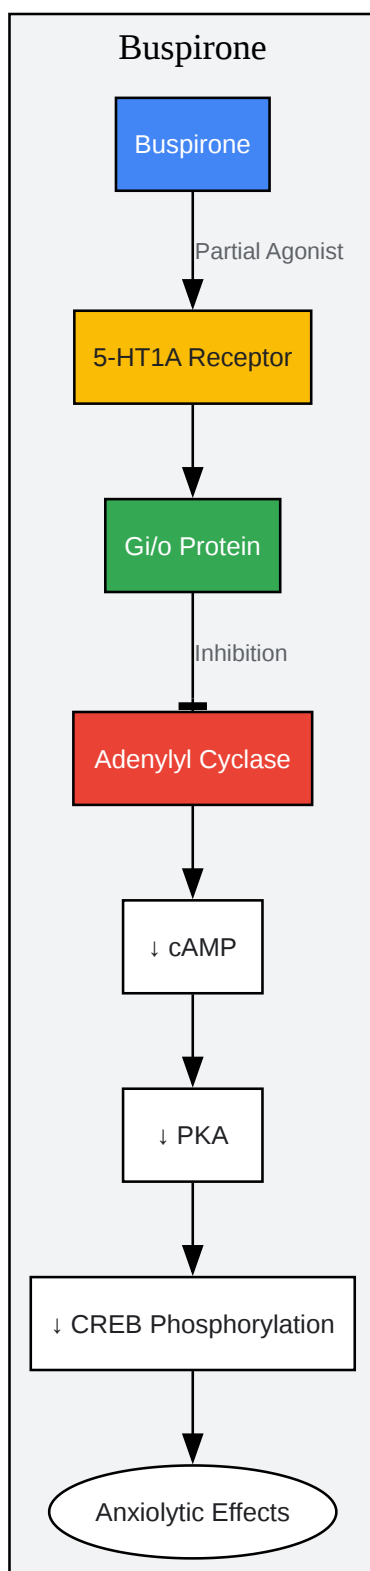 Buspirone
Buspirone
Partial Agonist
5-HT1A Receptor
Gi/o Protein
Inhibition
Adenylyl Cyclase
↓ cAMP
↓ PKA
↓ CREB Phosphorylation
Anxiolytic Effects